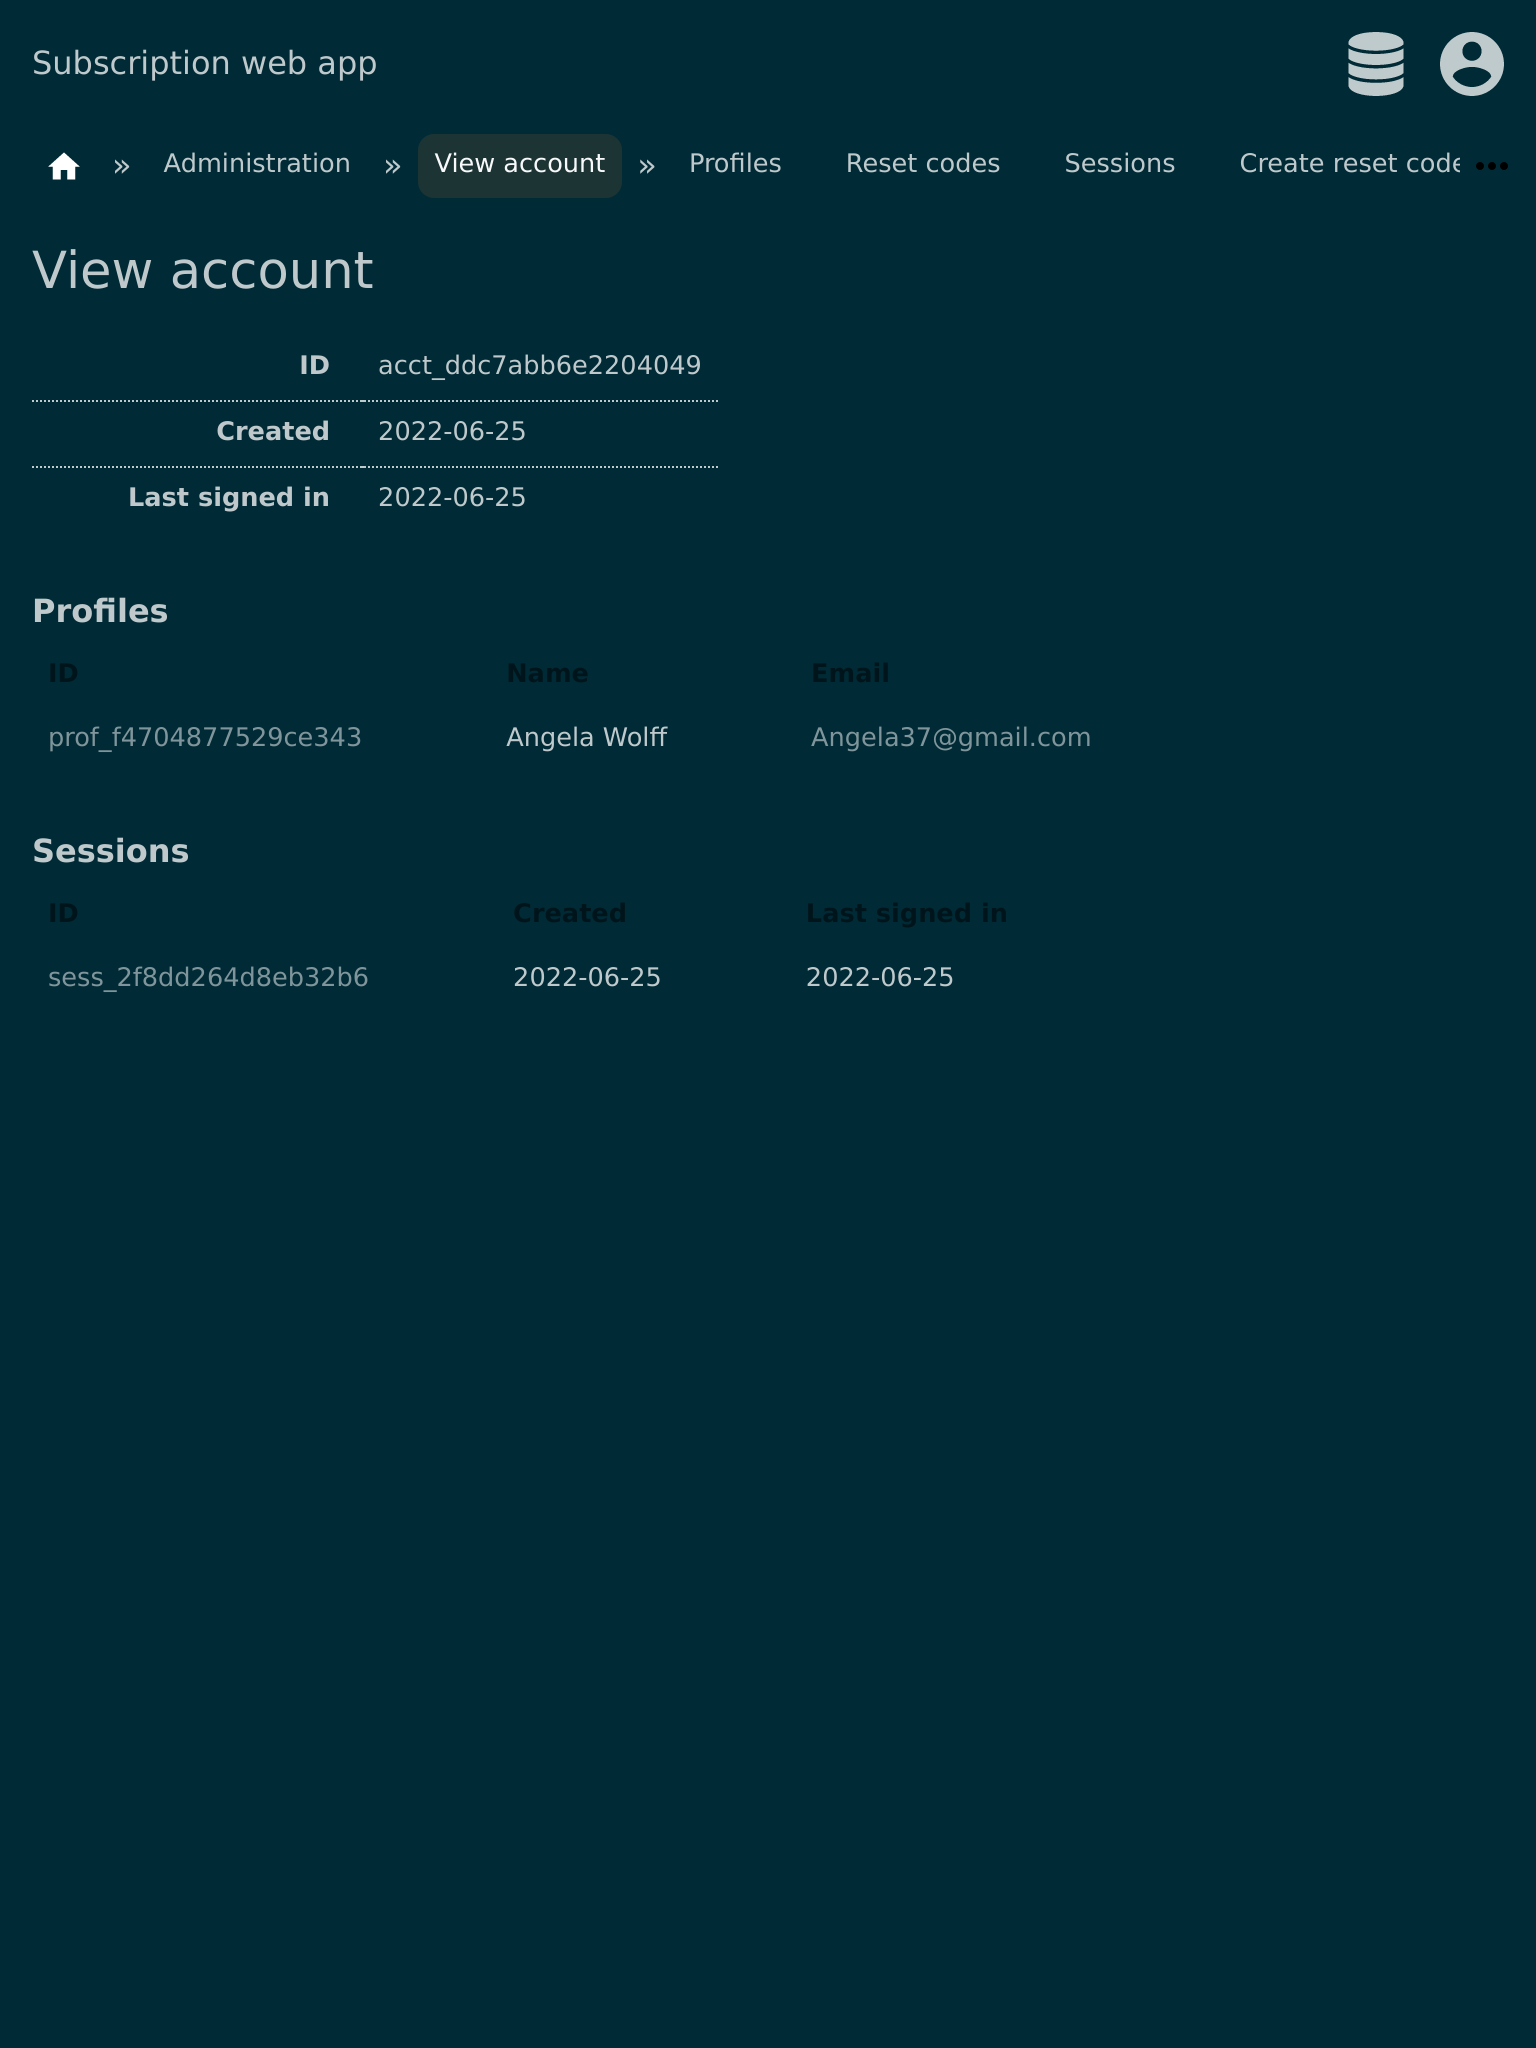 Subscription web app
» Administration » View account » Profiles Reset codes Sessions Create reset code •••
View account
ID acct_ddc7abb6e2204049
Created 2022-06-25
Last signed in 2022-06-25
Profiles
ID Name Email
prof_f4704877529ce343 Angela Wolff Angela37@gmail.com
Sessions
ID Created Last signed in
sess_2f8dd264d8eb32b6 2022-06-25 2022-06-25